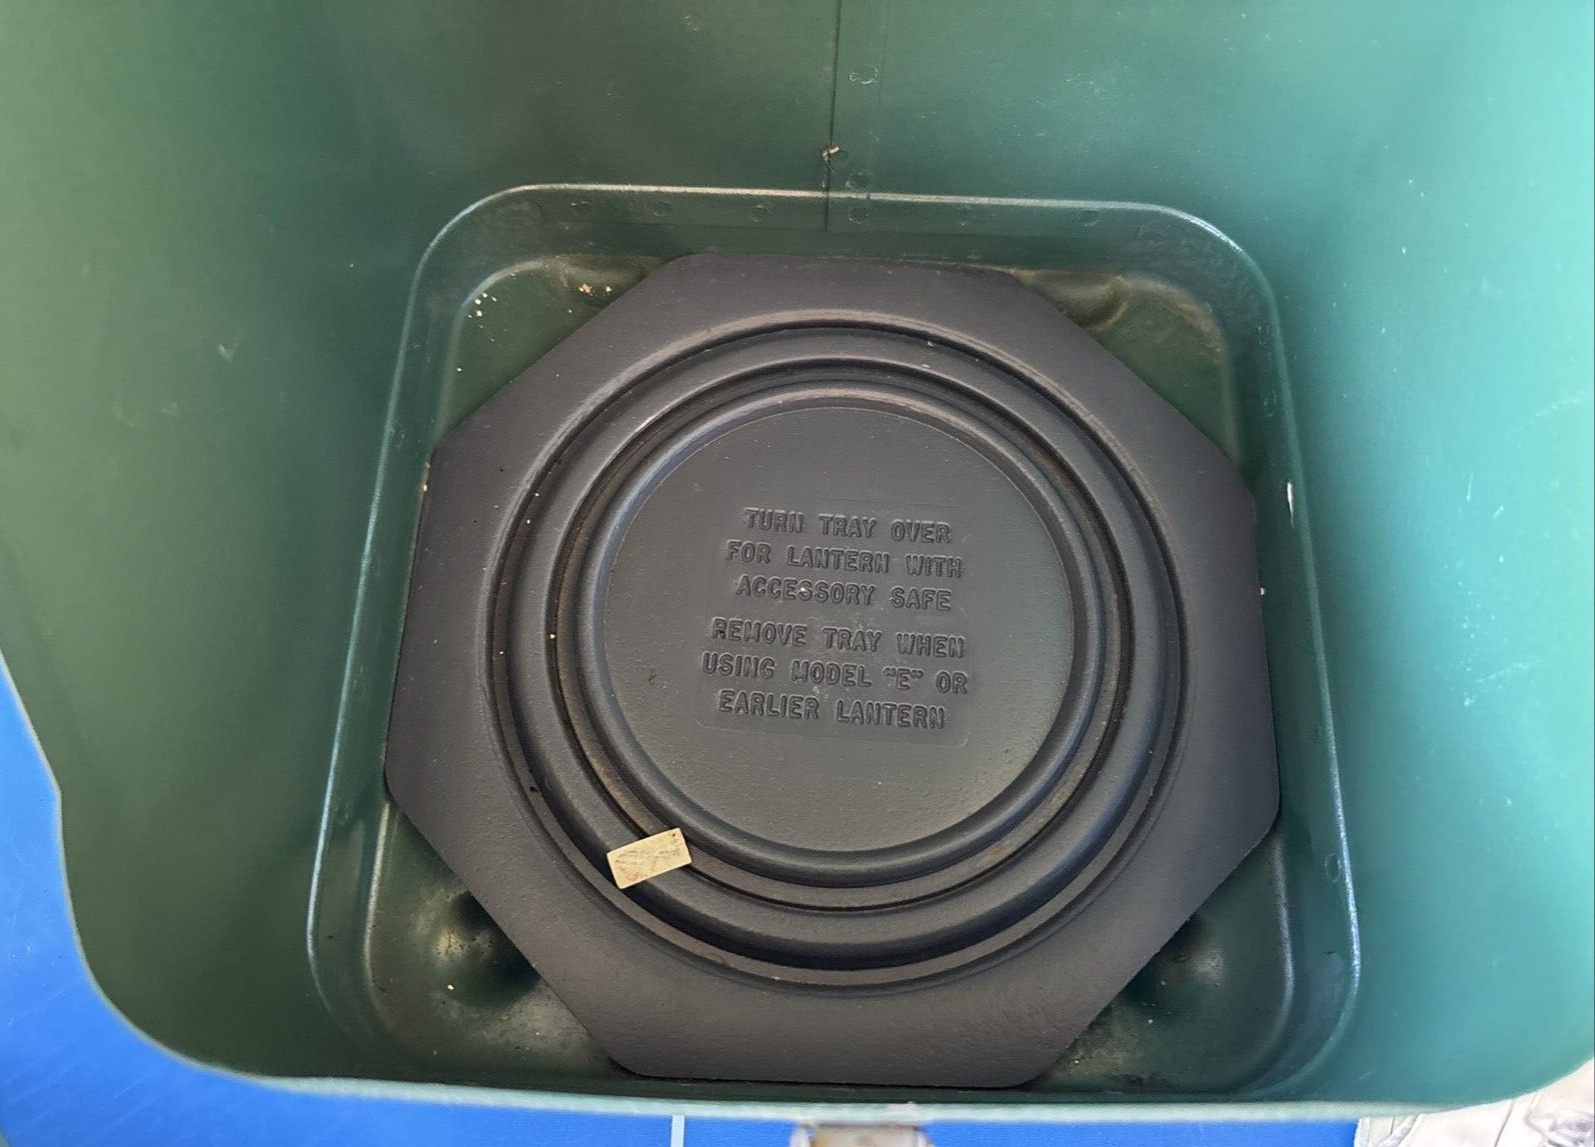 TURN TRAY OVER
FOR LANTERN WITH
ACCESSORY SAFE
REMOVE TRAY WHEN
USING MODEL "E" OR
EARLIER LANTERN